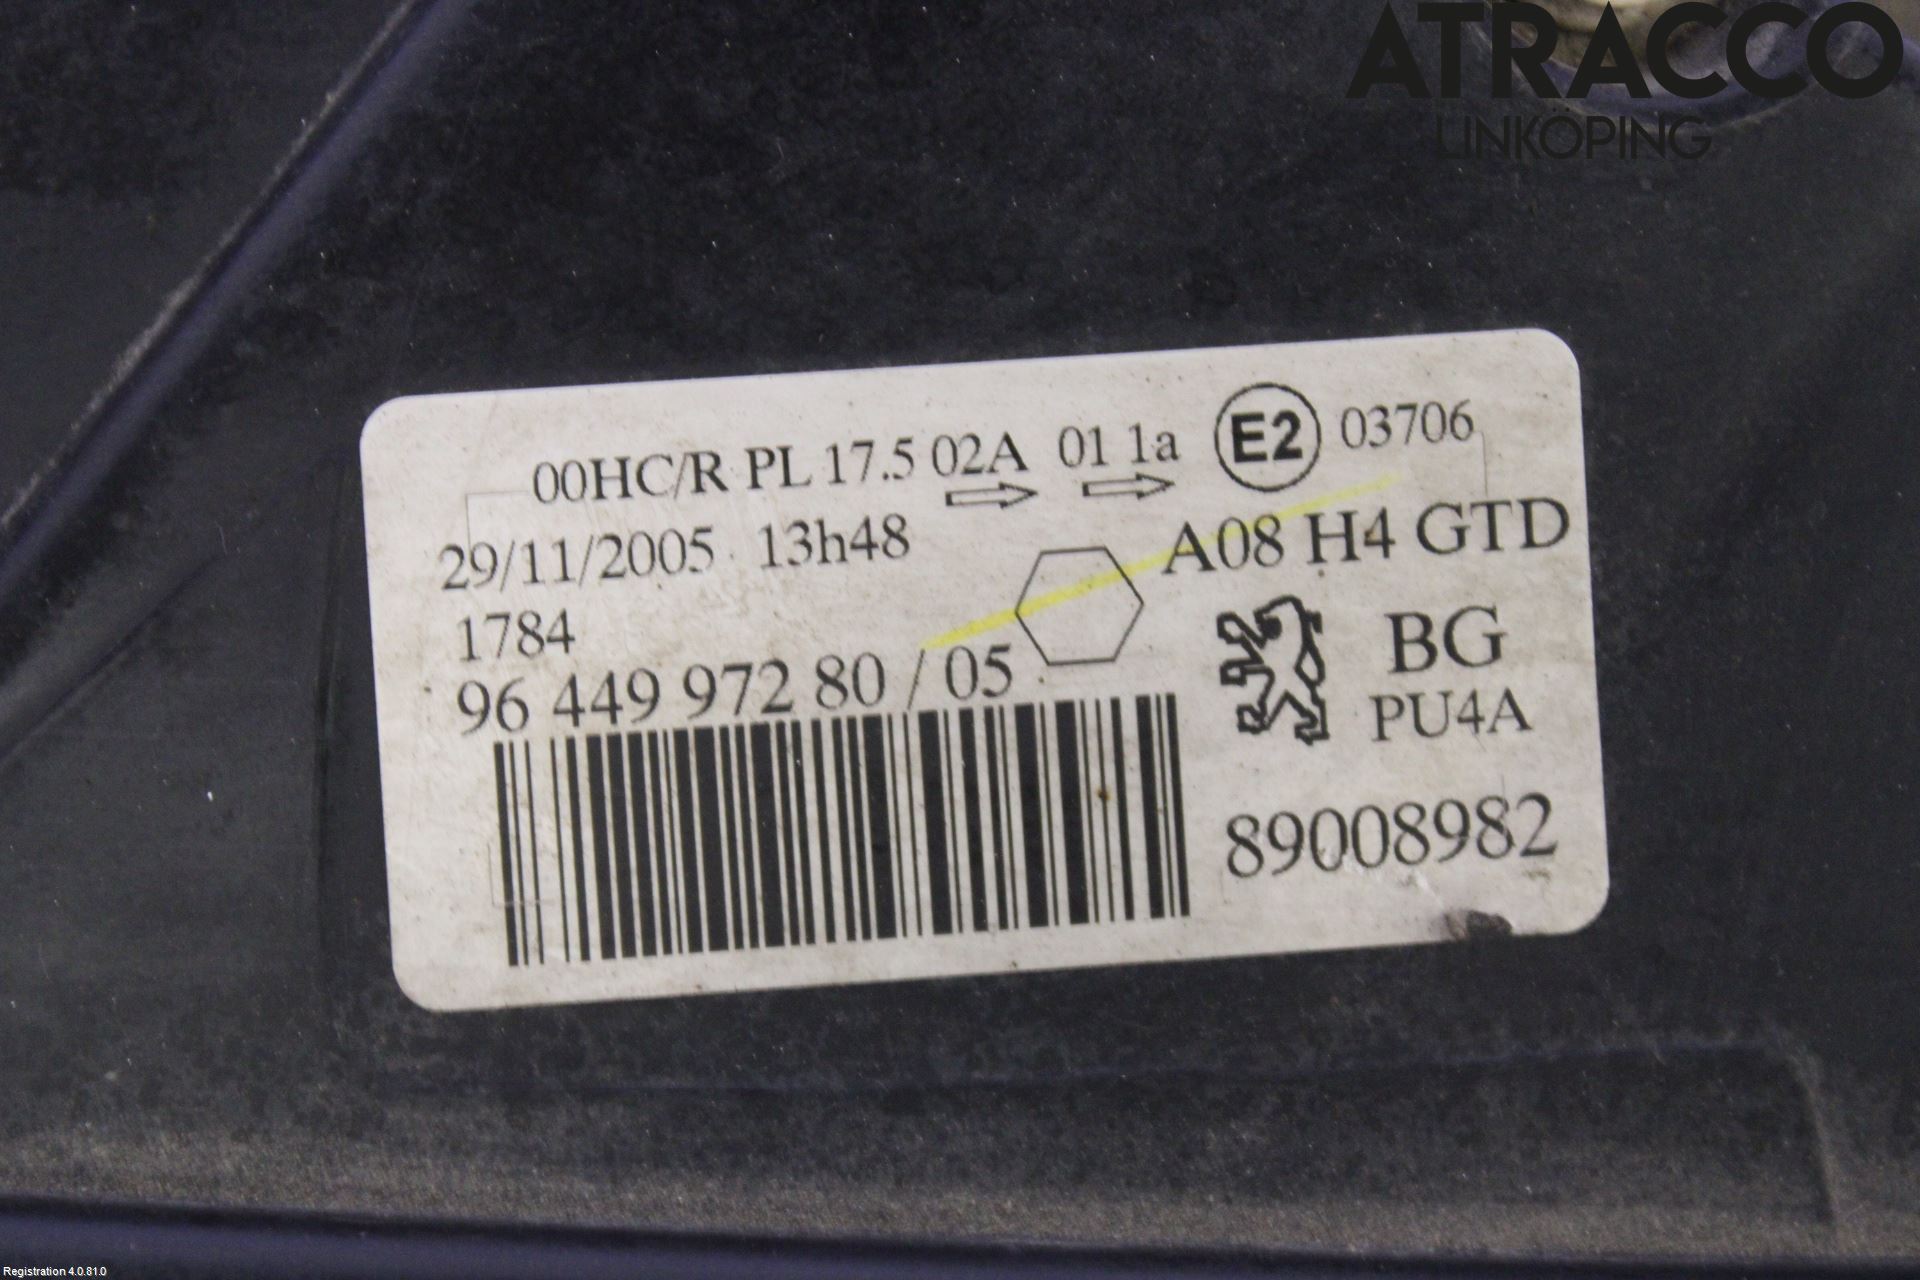 ATRACCO
LINKÖPING
00HC/R PL 17.5 02A 01 1a E2 03706
29/11/2005 13h48 A08 H4 GTD
1784
96 449 972 80 / 05
BG
PU4A
89008982
Registration 4.0.81.0